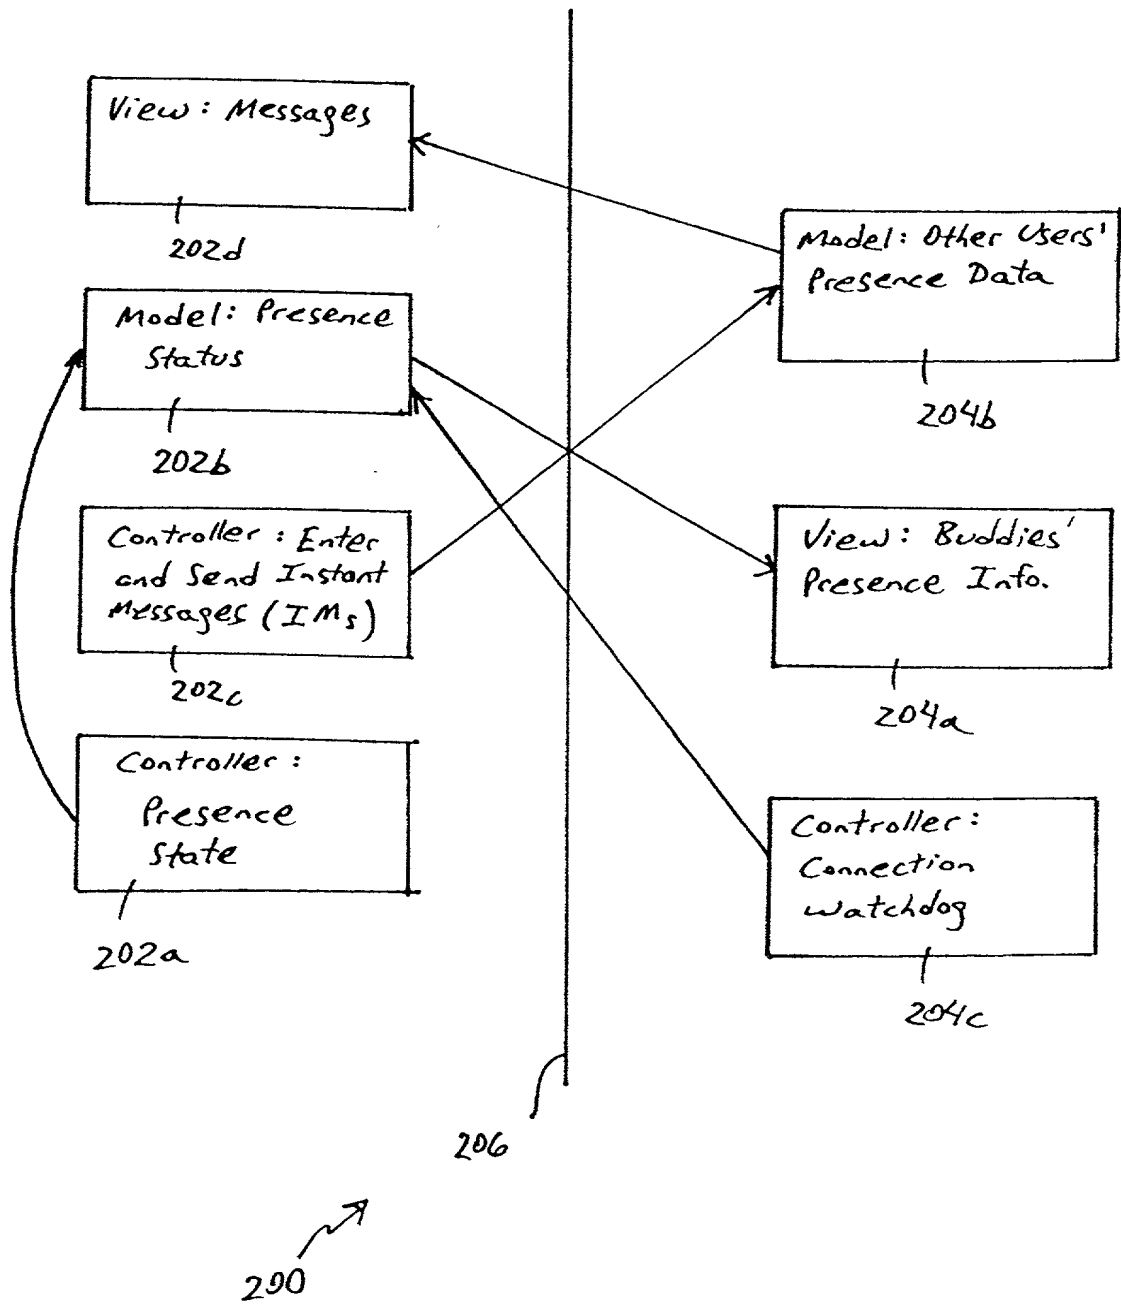 View: Messages
202d
Model: Presence
Status
202b
Controller: Enter
and Send Instant
Messages (IMs)
202c
Controller:
Presence
State
202a
Model: Other Users'
Presence Data
204b
View: Buddies'
Presence Info.
204a
Controller:
Connection
Watchdog
204c
206
200